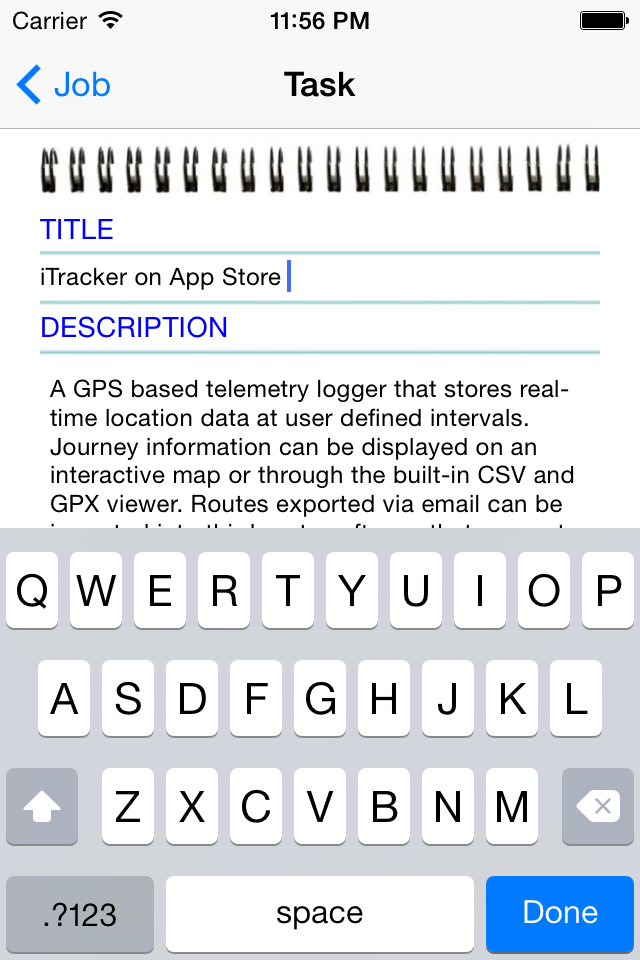 Carrier 11:56 PM
Job Task
TITLE
iTracker on App Store
DESCRIPTION
A GPS based telemetry logger that stores real-
time location data at user defined intervals.
Journey information can be displayed on an
interactive map or through the built-in CSV and
GPX viewer. Routes exported via email can be
Q W E R T Y U I O P
A S D F G H J K L
Z X C V B N M
.?123 space Done